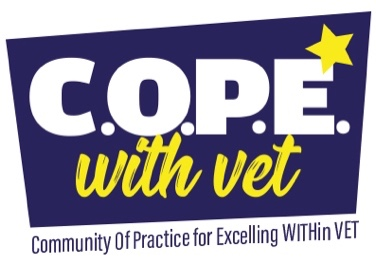 C.O.P.E.
with vet
Community Of Practice for Excelling WITHin VET